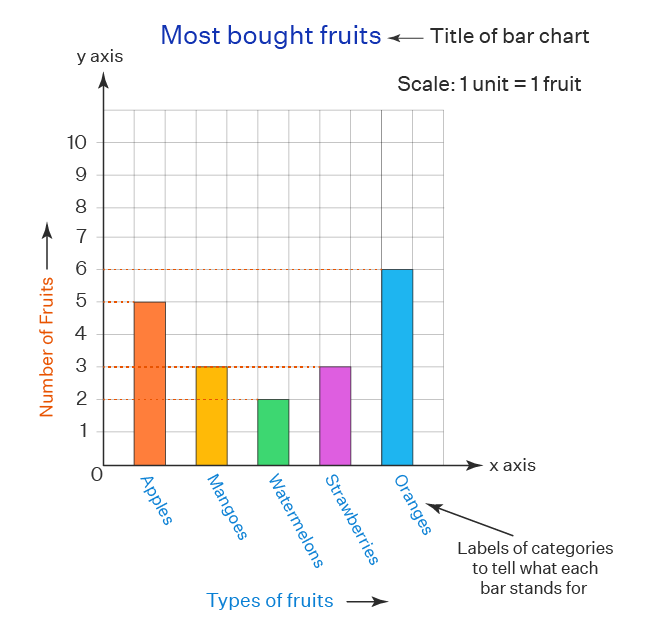 Most bought fruits
Title of bar chart
y axis
Scale: 1 unit = 1 fruit
10
9
8
7
6
5
4
3
2
1
0
Number of Fruits
x axis
Apples
Mangoes
Watermelons
Strawberries
Oranges
Labels of categories
to tell what each
bar stands for
Types of fruits